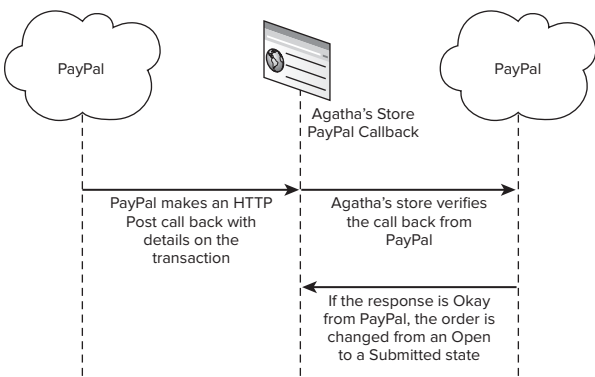 PayPal
PayPal
Agatha's Store
PayPal Callback
PayPal makes an HTTP
Post call back with
details on the
transaction
Agatha's store verifies
the call back from
PayPal
If the response is Okay
from PayPal, the order is
changed from an Open
to a Submitted state